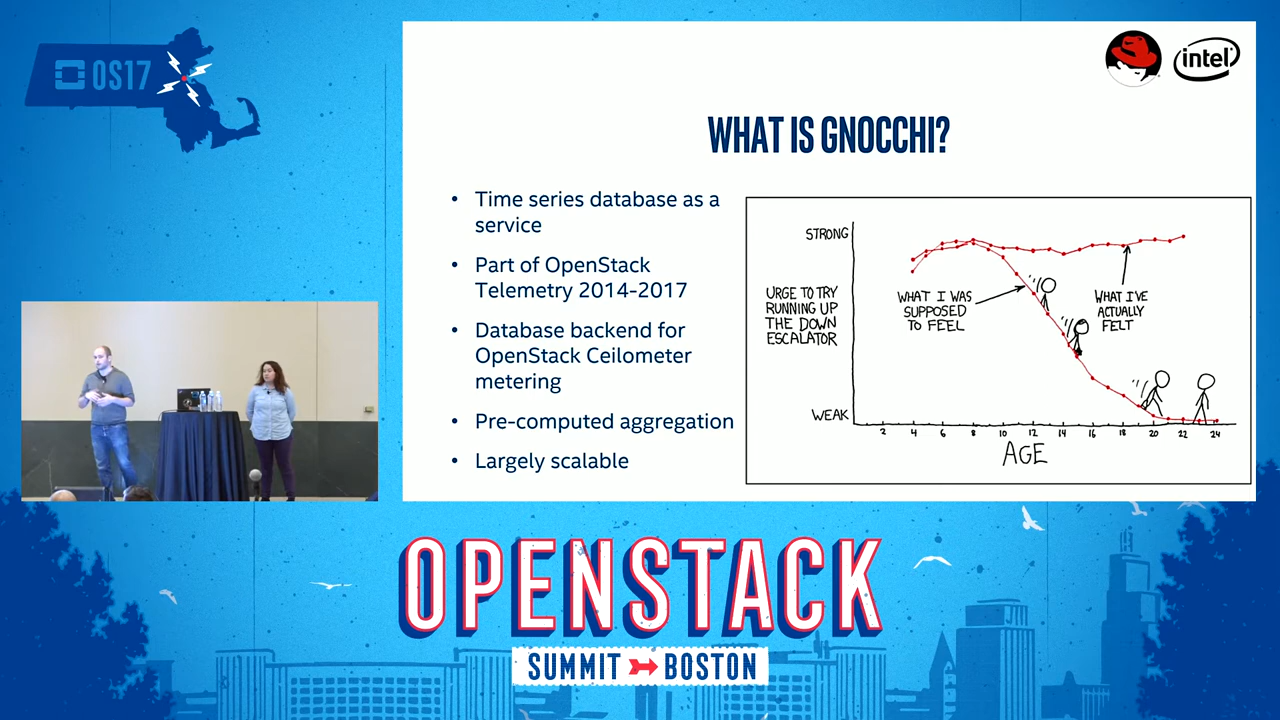 OS17
intel
WHAT IS GNOCCHI?
• Time series database as a
service
• Part of OpenStack
Telemetry 2014-2017
• Database backend for
OpenStack Ceilometer
metering
• Pre-computed aggregation
• Largely scalable
STRONG
URGE TO TRY
RUNNING UP
THE DOWN
ESCALATOR
WEAK
WHAT I WAS
SUPPOSED
TO FEEL
WHAT I'VE
ACTUALLY
FELT
2 4 6 8 10 12 14 16 18 20 22 24
AGE
OPENSTACK
SUMMIT BOSTON